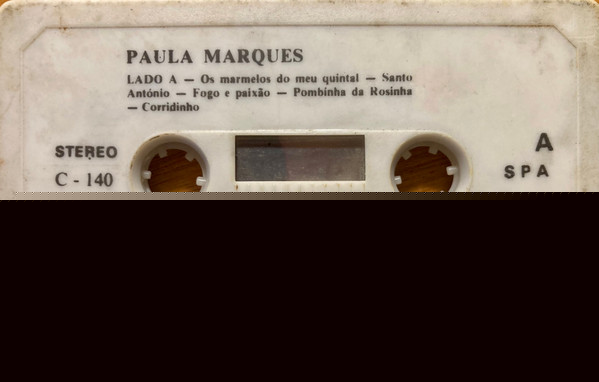 PAULA MARQUES
LADO A — Os marmelos do meu quintal — Santo
António — Fogo e paixão — Pombinha da Rosinha
— Corridinho
STEREO
A
C - 140
SPA